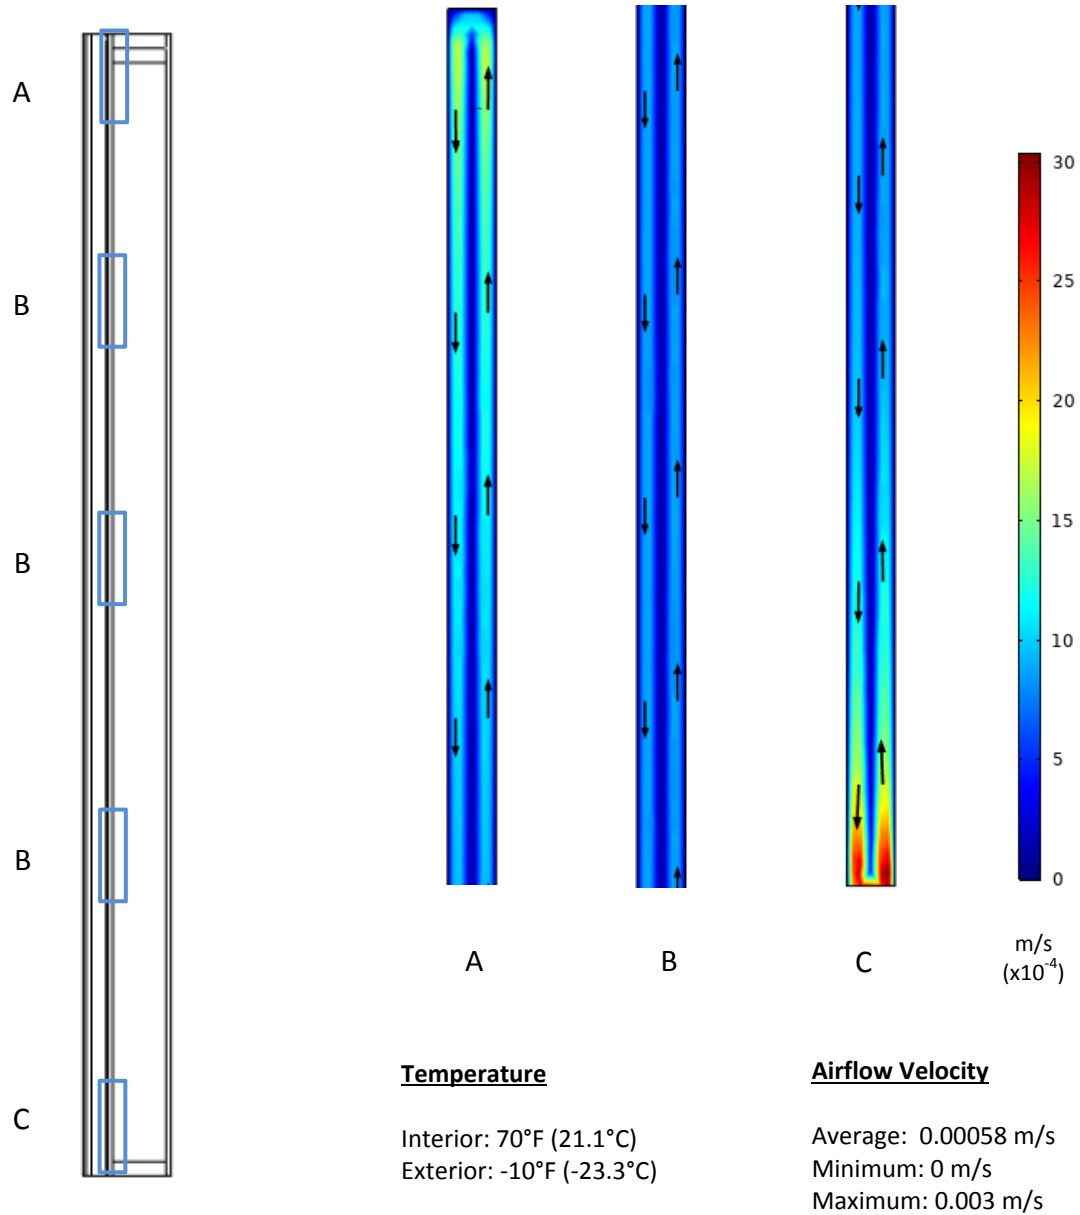 A
B
B
B
C
30
25
20
15
10
5
0
m/s
(x10⁻⁴)
A
B
C
Temperature
Interior: 70°F (21.1°C)
Exterior: -10°F (-23.3°C)
Airflow Velocity
Average: 0.00058 m/s
Minimum: 0 m/s
Maximum: 0.003 m/s